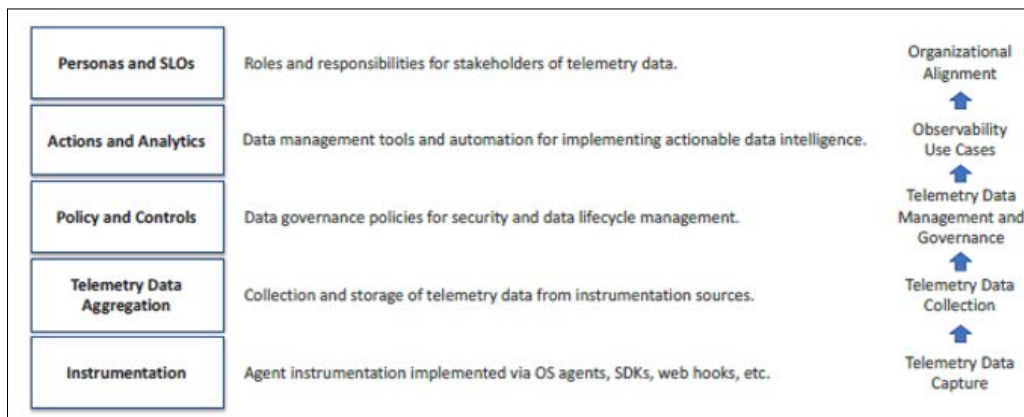 Personas and SLOs
Roles and responsibilities for stakeholders of telemetry data.
Organizational
Alignment
Actions and Analytics
Data management tools and automation for implementing actionable data intelligence.
Observability
Use Cases
Policy and Controls
Data governance policies for security and data lifecycle management.
Telemetry Data
Management and
Governance
Telemetry Data
Aggregation
Collection and storage of telemetry data from instrumentation sources.
Telemetry Data
Collection
Instrumentation
Agent instrumentation implemented via OS agents, SDKs, web hooks, etc.
Telemetry Data
Capture